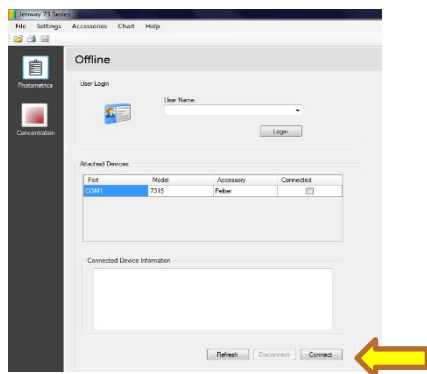 Jenway 73 Series
File Settings Accessories Chart Help
Offline
Photometrics
Concentration
User Login
User Name
Login
Attached Devices
Port Model Accessory Connected
COM1 7315 Peltier
Connected Device Information
Refresh Disconnect Connect